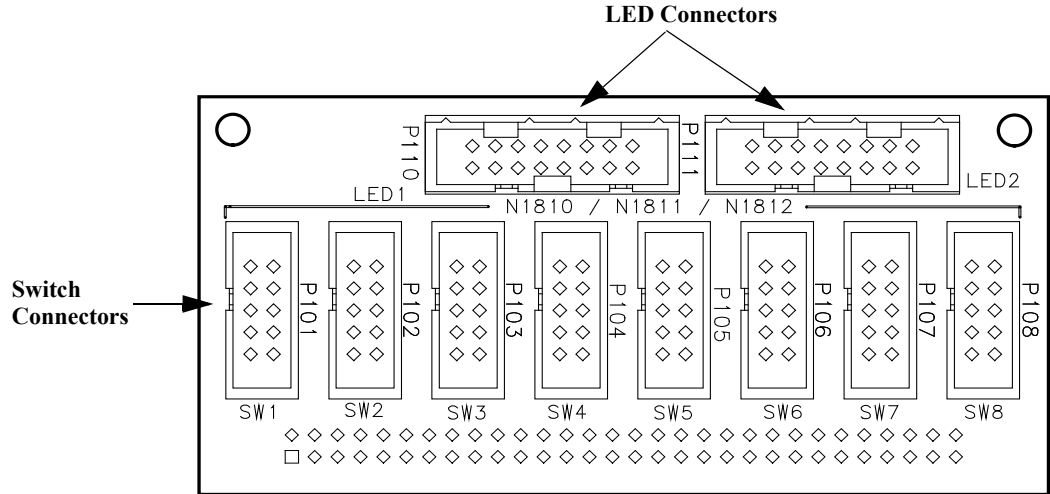 LED Connectors
P110
P111
LED1
LED2
N1810 / N1811 / N1812
Switch
Connectors
P101
P102
P103
P104
P105
P106
P107
P108
SW1
SW2
SW3
SW4
SW5
SW6
SW7
SW8